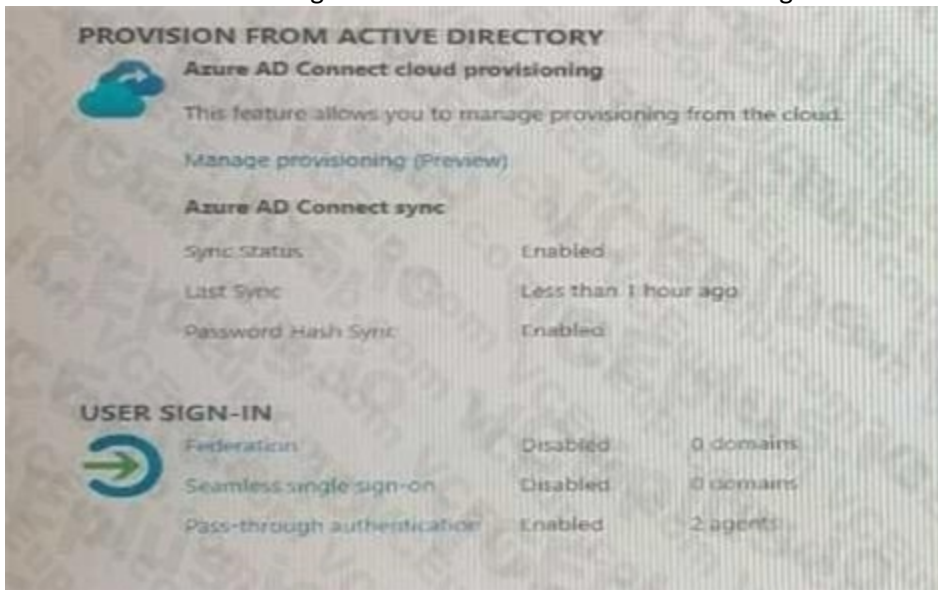 PROVISION FROM ACTIVE DIRECTORY
Azure AD Connect cloud provisioning
This feature allows you to manage provisioning from the cloud.
Manage provisioning (Preview)
Azure AD Connect sync
Sync Status Enabled
Last Sync Less than 1 hour ago
Password Hash Sync Enabled
USER SIGN-IN
Federation Disabled 0 domains
Seamless single sign-on Disabled 0 domains
Pass-through authentication Enabled 2 agents